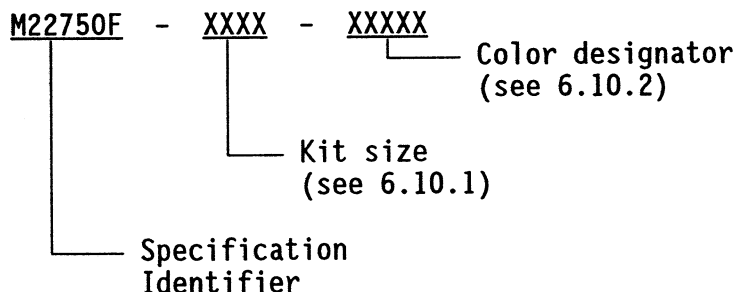 M22750F - XXXX - XXXXX
Color designator
(see 6.10.2)
Kit size
(see 6.10.1)
Specification
Identifier